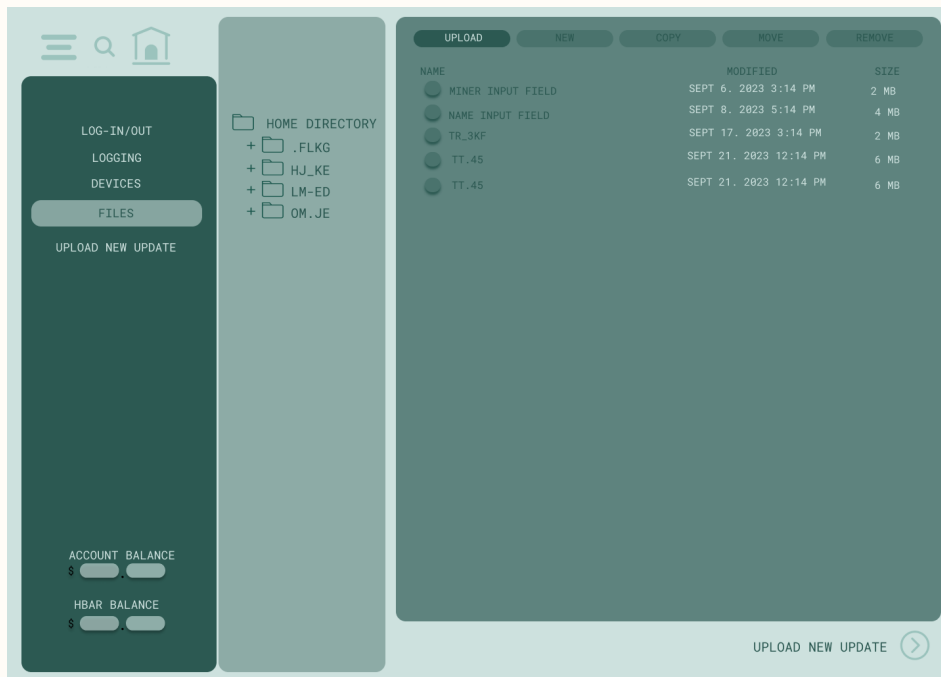 LOG-IN/OUT
LOGGING
DEVICES
FILES
UPLOAD NEW UPDATE
ACCOUNT BALANCE
$ .
HBAR BALANCE
$ .
HOME DIRECTORY
+ .FLKG
+ HJ_KE
+ LM-ED
+ OM.JE
UPLOAD NEW COPY MOVE REMOVE
NAME MODIFIED SIZE
MINER INPUT FIELD SEPT 6. 2023 3:14 PM 2 MB
NAME INPUT FIELD SEPT 8. 2023 5:14 PM 4 MB
TR_3KF SEPT 17. 2023 3:14 PM 2 MB
TT.45 SEPT 21. 2023 12:14 PM 6 MB
TT.45 SEPT 21. 2023 12:14 PM 6 MB
UPLOAD NEW UPDATE